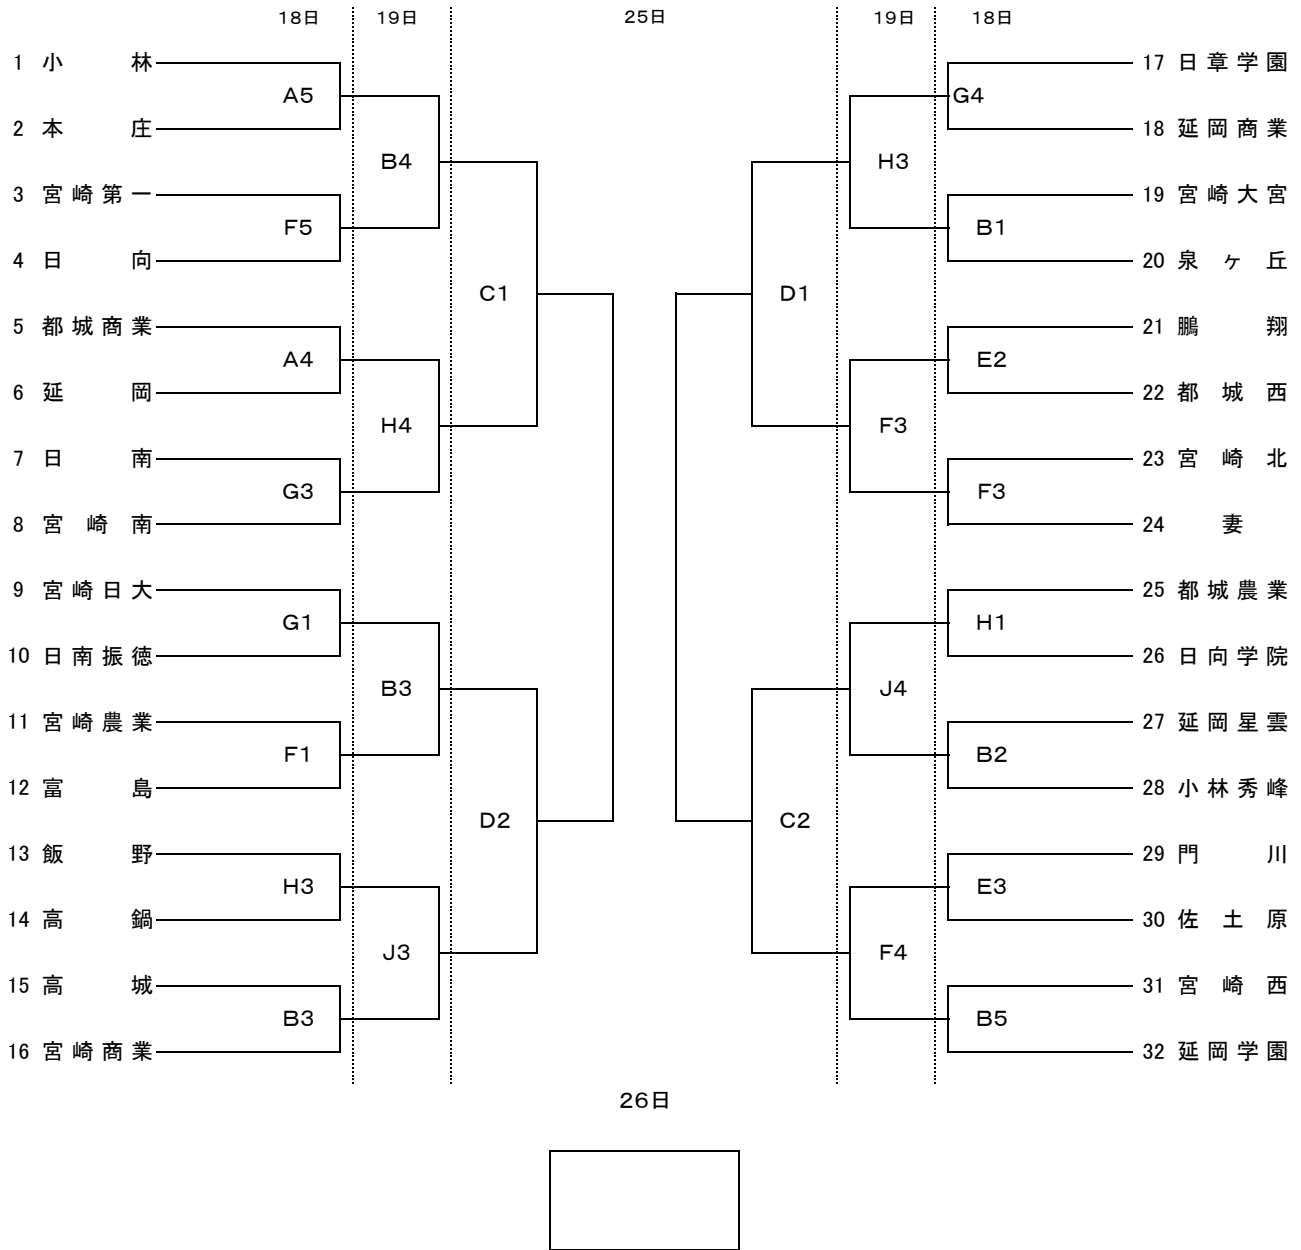 18日 19日 25日 19日 18日
1 小林 17 日章学園
A5 G4
2 本庄 18 延岡商業
B4 H3
3 宮崎第一 19 宮崎大宮
F5 B1
4 日向 20 泉ヶ丘
C1 D1
5 都城商業 21 鵬翔
A4 E2
6 延岡 22 都城西
H4 F3
7 日南 23 宮崎北
G3 F3
8 宮崎南 24 妻
9 宮崎日大 25 都城農業
G1 H1
10 日南振徳 26 日向学院
B3 J4
11 宮崎農業 27 延岡星雲
F1 B2
12 富島 28 小林秀峰
D2 C2
13 飯野 29 門川
H3 E3
14 高鍋 30 佐土原
J3 F4
15 高城 31 宮崎西
B3 B5
16 宮崎商業 32 延岡学園
26日